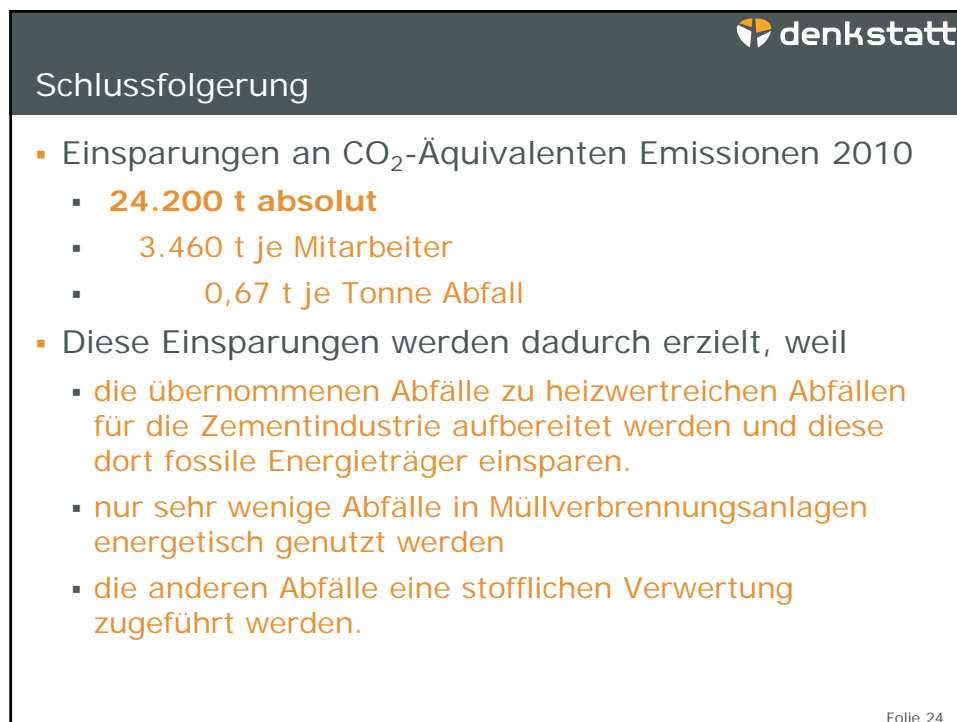 denkstatt
Schlussfolgerung
▪ Einsparungen an CO₂-Äquivalenten Emissionen 2010
▪ 24.200 t absolut
▪ 3.460 t je Mitarbeiter
▪ 0,67 t je Tonne Abfall
▪ Diese Einsparungen werden dadurch erzielt, weil
▪ die übernommenen Abfälle zu heizwertreichen Abfällen
für die Zementindustrie aufbereitet werden und diese
dort fossile Energieträger einsparen.
▪ nur sehr wenige Abfälle in Müllverbrennungsanlagen
energetisch genutzt werden
▪ die anderen Abfälle eine stofflichen Verwertung
zugeführt werden.
Folie 24